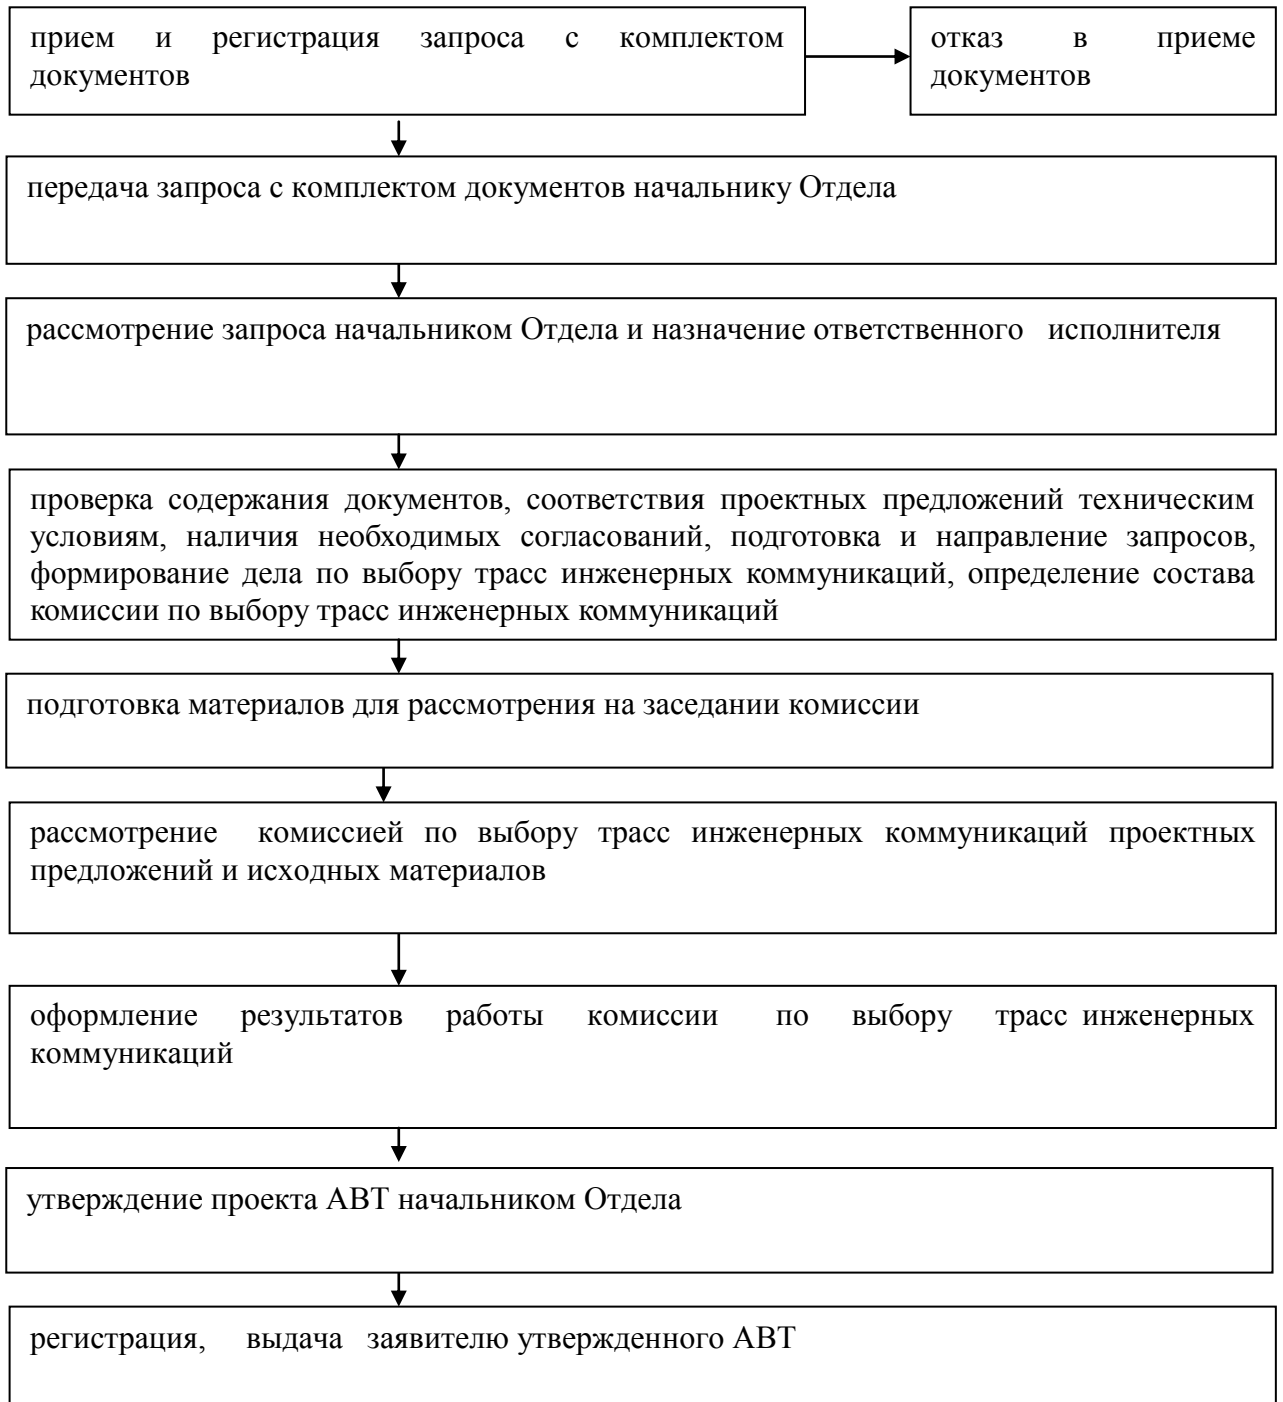 прием и регистрация запроса с комплектом
документов
отказ в приеме
документов
передача запроса с комплектом документов начальнику Отдела
рассмотрение запроса начальником Отдела и назначение ответственного исполнителя
проверка содержания документов, соответствия проектных предложений техническим
условиям, наличия необходимых согласований, подготовка и направление запросов,
формирование дела по выбору трасс инженерных коммуникаций, определение состава
комиссии по выбору трасс инженерных коммуникаций
подготовка материалов для рассмотрения на заседании комиссии
рассмотрение комиссией по выбору трасс инженерных коммуникаций проектных
предложений и исходных материалов
оформление результатов работы комиссии по выбору трасс инженерных
коммуникаций
утверждение проекта АВТ начальником Отдела
регистрация, выдача заявителю утвержденного АВТ